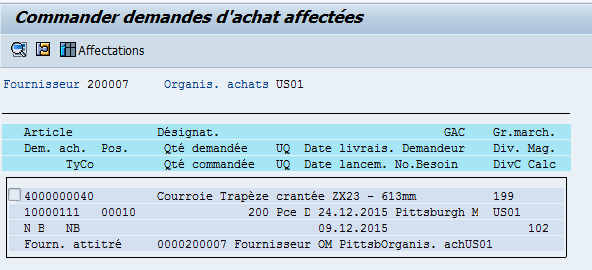 Commander demandes d'achat affectées
Affectations
Fournisseur 200007 Organis. achats US01
Article Désignat. GAC Gr.march.
Dem. ach. Pos. Qté demandée UQ Date livrais. Demandeur Div. Mag.
TyCo Qté commandée UQ Date lancem. No.Besoin DivC Calc
4000000040 Courroie Trapèze crantée ZX23 - 613mm 199
10000111 00010 200 Pce D 24.12.2015 Pittsburgh M US01
N B NB 09.12.2015 102
Fourn. attitré 0000200007 Fournisseur OM PittsbOrganis. achUS01